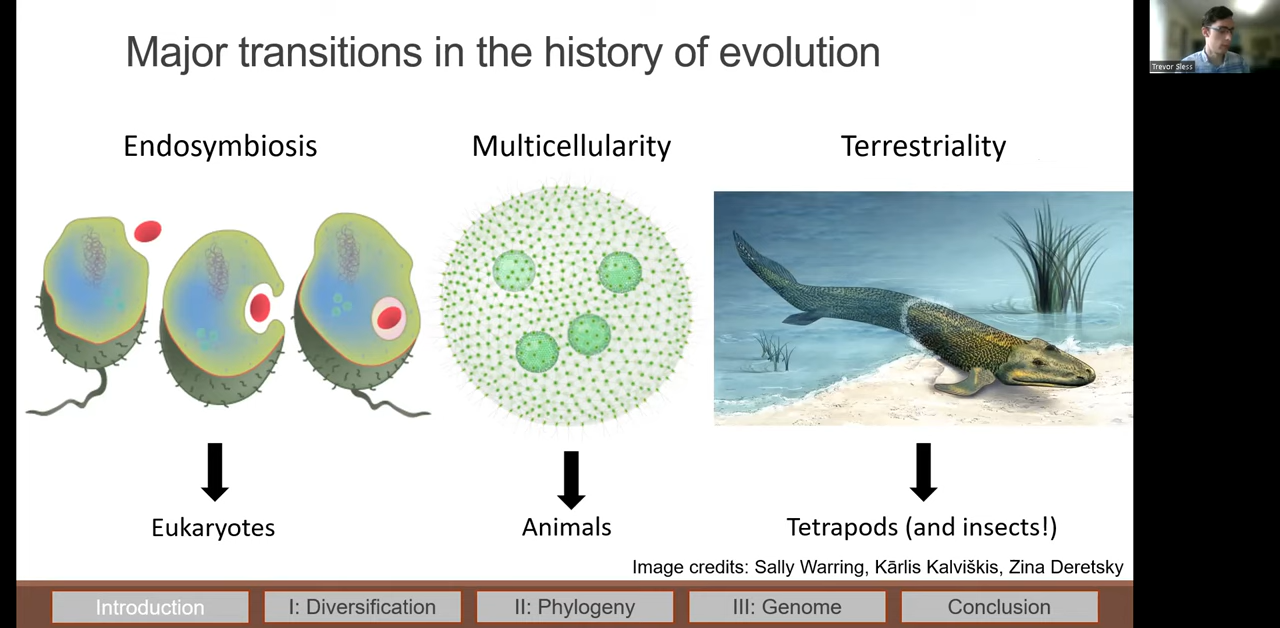 Major transitions in the history of evolution
Trevor Sless
Endosymbiosis
Multicellularity
Terrestriality
Eukaryotes
Animals
Tetrapods (and insects!)
Image credits: Sally Warring, Kārlis Kalviškis, Zina Deretsky
Introduction
I: Diversification
II: Phylogeny
III: Genome
Conclusion